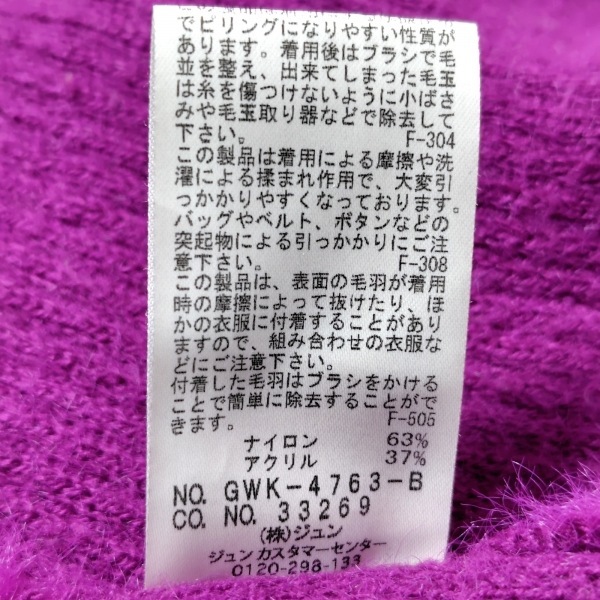 でピリングになりやすい性質が
あります。着用後はブラシで毛
並を整え、出来てしまった毛玉
は糸を傷つけないように小ばさ
みや毛玉取り器などで除去して
下さい。 F-304
この製品は着用による摩擦や洗
濯による揉まれ作用で、大変引
っかかりやすくなっております。
バッグやベルト、ボタンなどの
突起物による引っかかりにご注
意下さい。 F-308
この製品は、表面の毛羽が着用
時の摩擦によって抜けたり、ほ
かの衣服に付着することがあり
ますので、組み合わせの衣服な
どにご注意下さい。
付着した毛羽はブラシをかける
ことで簡単に除去することがで
きます。 F-505
ナイロン 63%
アクリル 37%
NO. GWK-4763-B
CO. NO. 33269
(株)ジュン
ジュン カスタマーセンター
0120-298-133